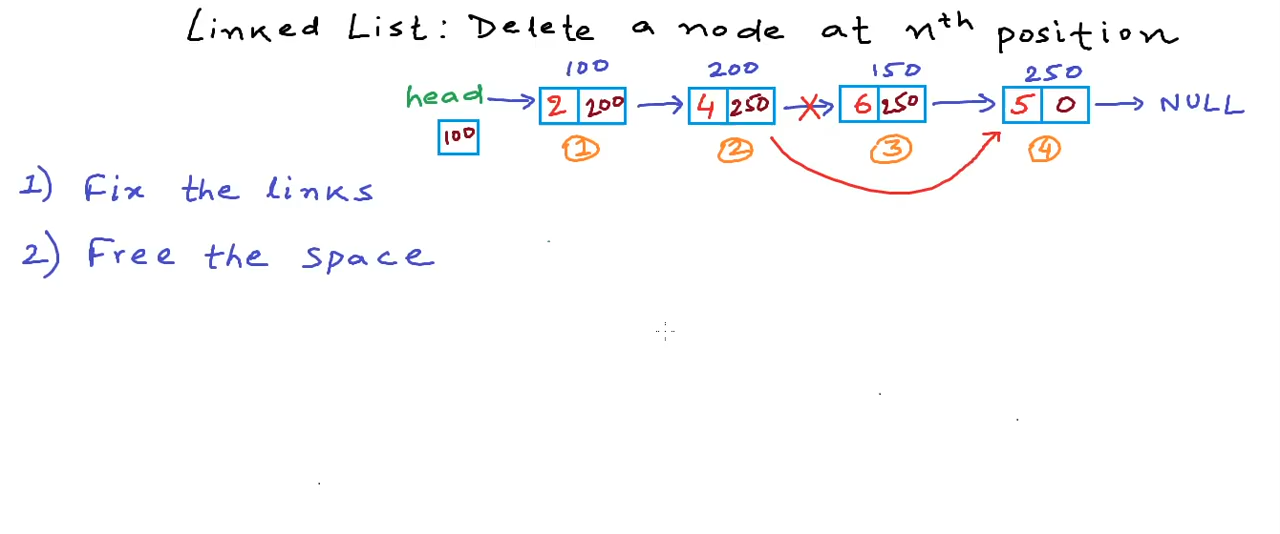 Linked List: Delete a node at nth position
100 200 150 250
head 2 200 4 250 6 250 5 0 NULL
100 1 2 3 4
1) Fix the links
2) Free the space